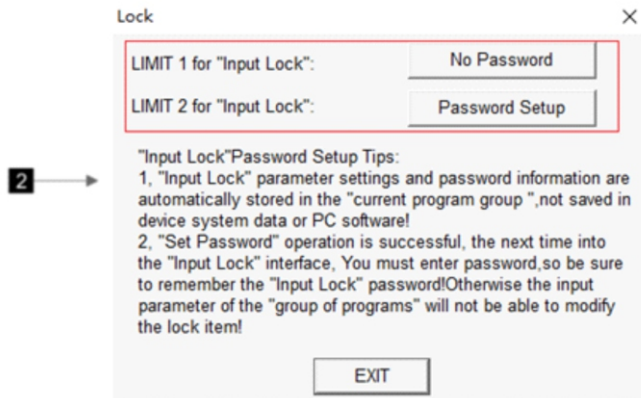 Lock
LIMIT 1 for "Input Lock": No Password
LIMIT 2 for "Input Lock": Password Setup
"Input Lock"Password Setup Tips:
1, "Input Lock" parameter settings and password information are
automatically stored in the "current program group ",not saved in
device system data or PC software!
2, "Set Password" operation is successful, the next time into
the "Input Lock" interface, You must enter password,so be sure
to remember the "Input Lock" password!Otherwise the input
parameter of the "group of programs" will not be able to modify
the lock item!
2
EXIT